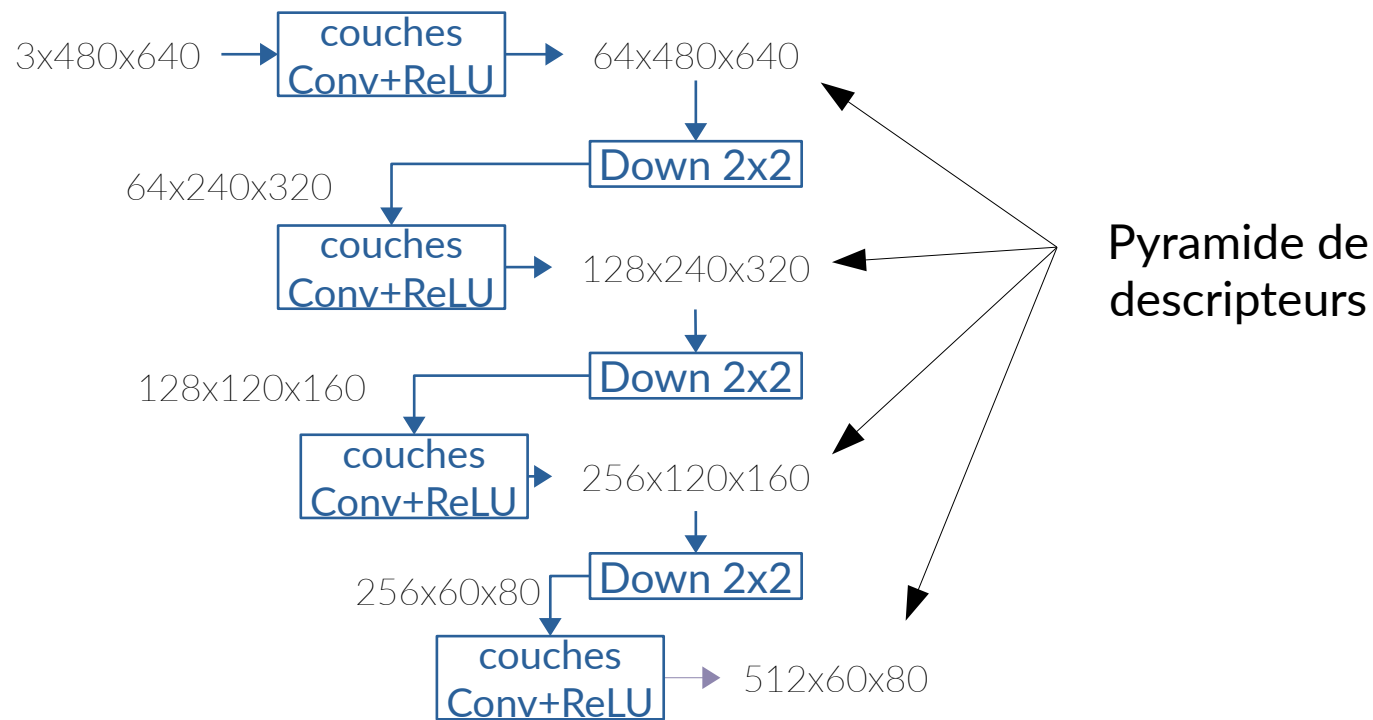 3x480x640
couches
Conv+ReLU
64x480x640
Down 2x2
64x240x320
couches
Conv+ReLU
128x240x320
Pyramide de
descripteurs
Down 2x2
128x120x160
couches
Conv+ReLU
256x120x160
Down 2x2
256x60x80
couches
Conv+ReLU
512x60x80